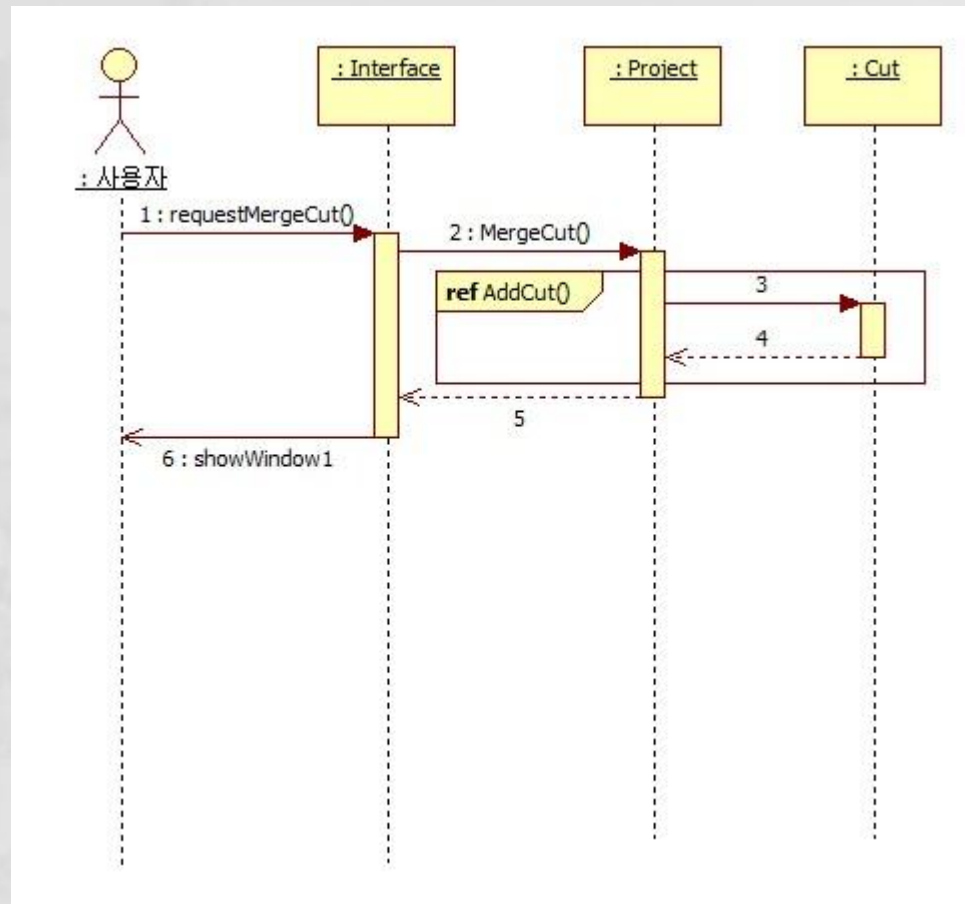 : Interface
: Project
: Cut
: 사용자
1 : requestMergeCut()
2 : MergeCut()
ref AddCut()
3
4
5
6 : showWindow1